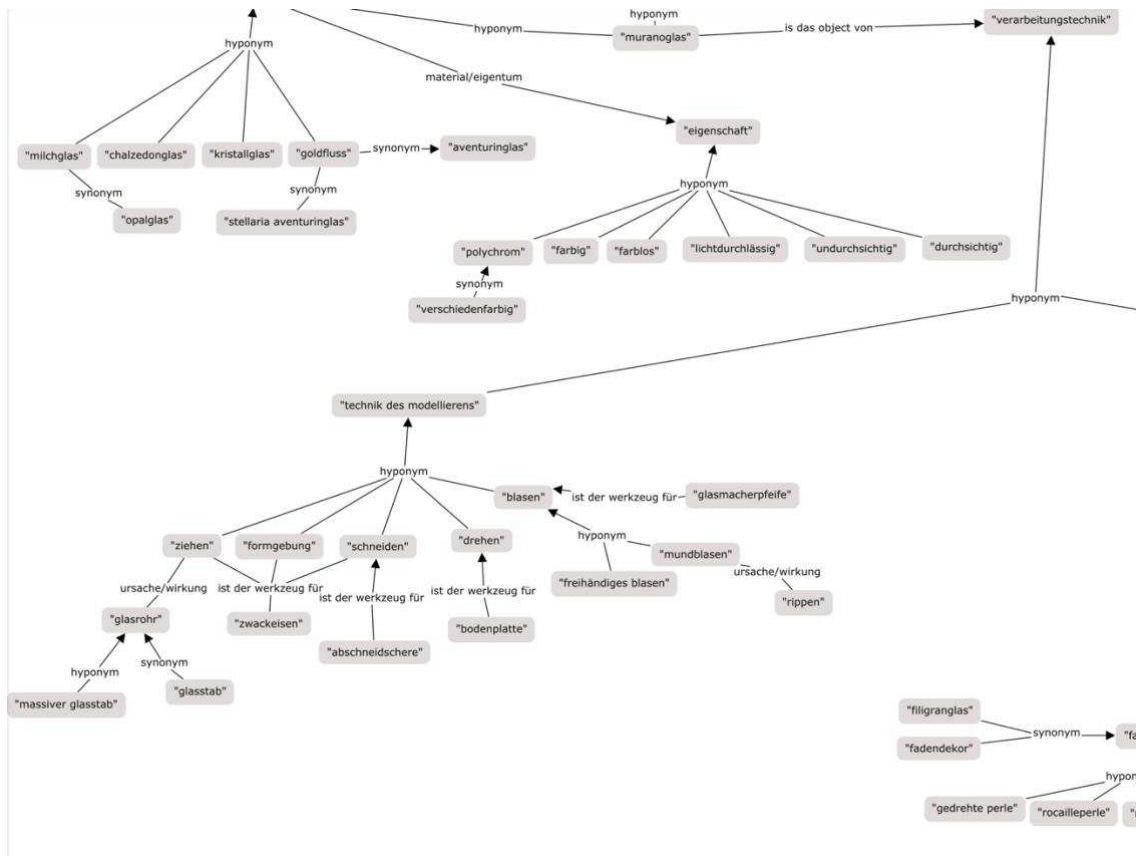 hyponym
"verarbeitungstechnik"
hyponym
"muranoglas"
is das object von
hyponym
material/eigentum
"eigenschaft"
"milchglas"
"chalzedonglas"
"kristallglas"
"goldfluss"
synonym
"aventuringlas"
synonym
synonym
hyponym
"opalglas"
"stellaria aventuringlas"
"polychrom"
"farbig"
"farblos"
"lichtdurchlässig"
"undurchsichtig"
"durchsichtig"
synonym
"verschiedenfarbig"
hyponym
"technik des modellierens"
hyponym
"blasen"
ist der werkzeug für
"glasmacherpfeife"
"ziehen"
"formgebung"
"schneiden"
"drehen"
hyponym
"mundblasen"
ursache/wirkung
ist der werkzeug für
ist der werkzeug für
ist der werkzeug für
"freihändiges blasen"
ursache/wirkung
"rippen"
"glasrohr"
"zwackeisen"
"abschneidschere"
"bodenplatte"
hyponym
synonym
"massiver glasstab"
"glasstab"
"filigranglas"
"fadendekor"
synonym
"fa
hypon
"gedrehte perle"
"rocailleperle"